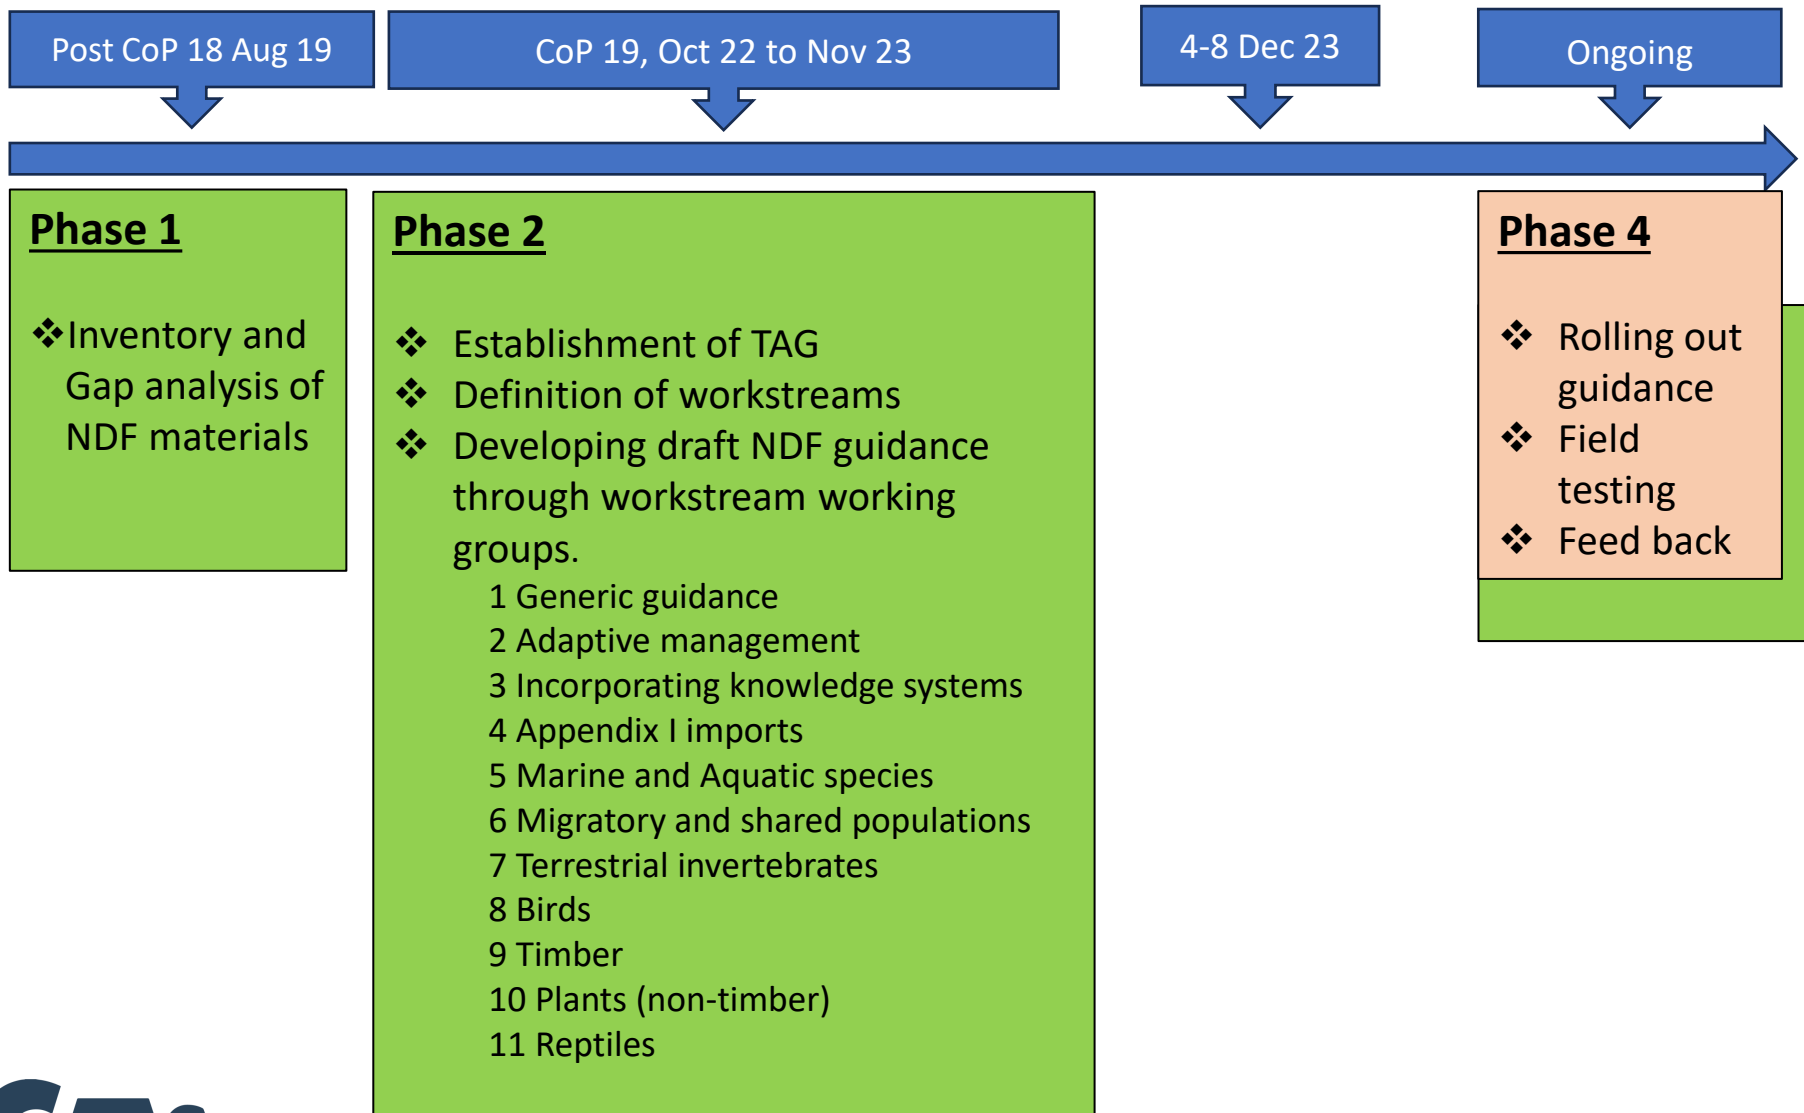 Post CoP 18 Aug 19
CoP 19, Oct 22 to Nov 23
4-8 Dec 23
Ongoing
Phase 1
❖Inventory and
Gap analysis of
NDF materials
Phase 2
❖ Establishment of TAG
❖ Definition of workstreams
❖ Developing draft NDF guidance
through workstream working
groups.
1 Generic guidance
2 Adaptive management
3 Incorporating knowledge systems
4 Appendix I imports
5 Marine and Aquatic species
6 Migratory and shared populations
7 Terrestrial invertebrates
8 Birds
9 Timber
10 Plants (non-timber)
11 Reptiles
Phase 4
❖ Rolling out
guidance
❖ Field
testing
❖ Feed back